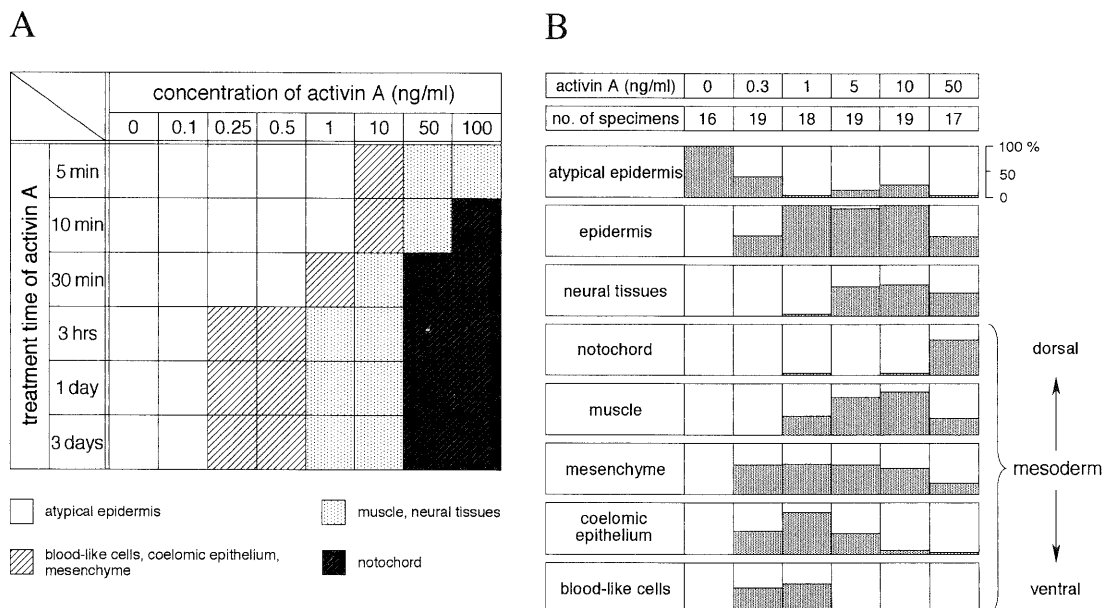 A
concentration of activin A (ng/ml)
0 0.1 0.25 0.5 1 10 50 100
treatment time of activin A
5 min
10 min
30 min
3 hrs
1 day
3 days
atypical epidermis
muscle, neural tissues
blood-like cells, coelomic epithelium,
mesenchyme
notochord
B
activin A (ng/ml) 0 0.3 1 5 10 50
no. of specimens 16 19 18 19 19 17
atypical epidermis
100 %
50
0
epidermis
neural tissues
notochord
muscle
mesenchyme
coelomic
epithelium
blood-like cells
dorsal
mesoderm
ventral